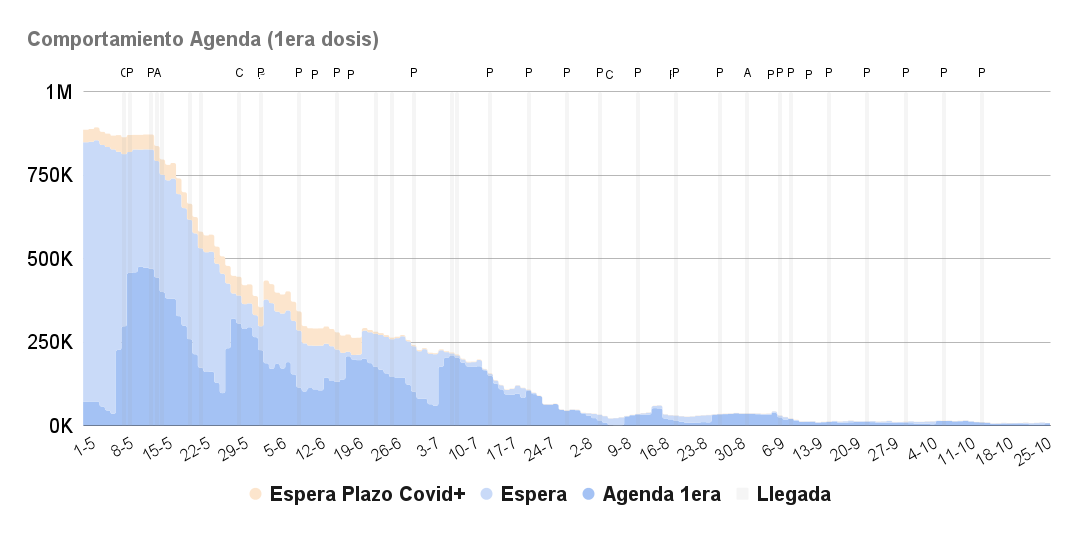 Comportamiento Agenda (1era dosis)
P PA C P P P P P P P P P P C P P P A P P P P P P P P P P
1M
750K
500K
250K
0K
1-5 8-5 15-5 22-5 29-5 5-6 12-6 19-6 26-6 3-7 10-7 17-7 24-7 2-8 9-8 16-8 23-8 30-8 6-9 13-9 20-9 27-9 4-10 11-10 18-10 25-10
Espera Plazo Covid+ Espera Agenda 1era Llegada